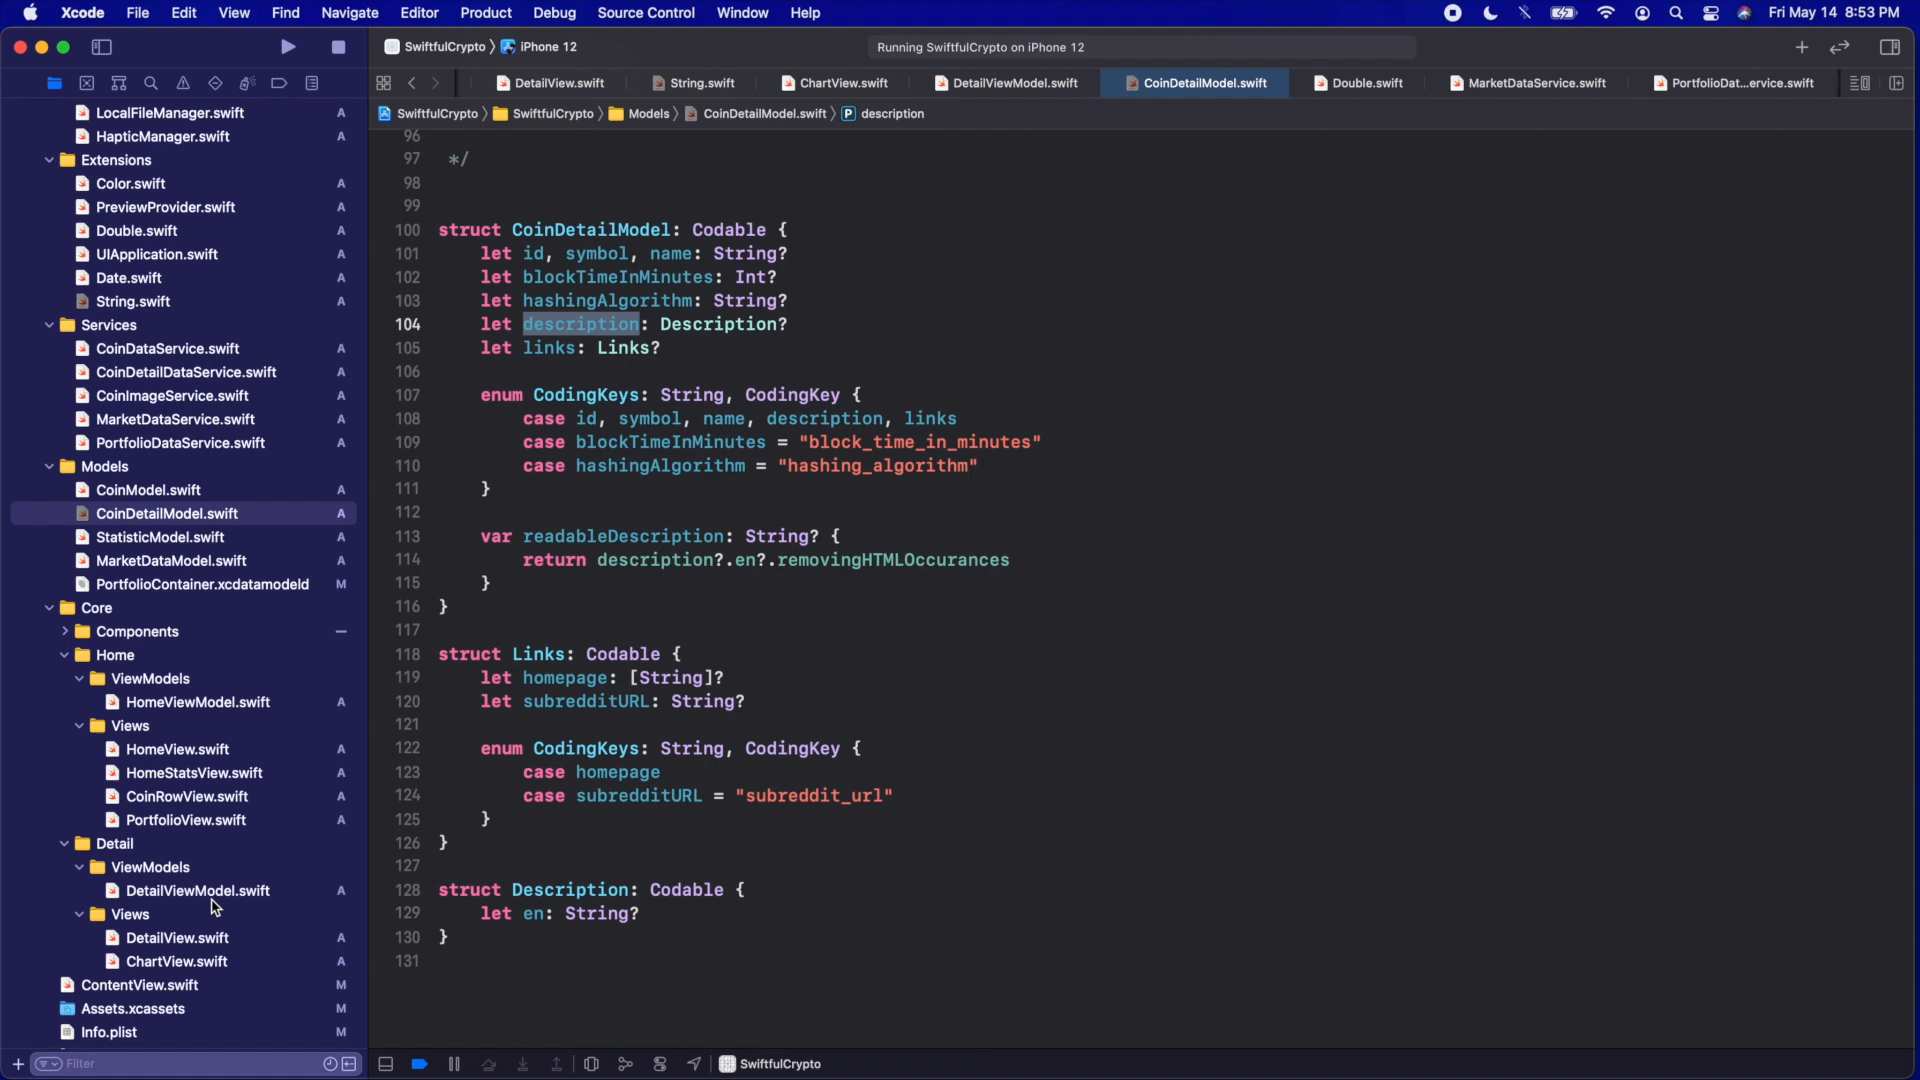 Xcode File Edit View Find Navigate Editor Product Debug Source Control Window Help Fri May 14 8:53 PM
SwiftfulCrypto iPhone 12 Running SwiftfulCrypto on iPhone 12
DetailView.swift String.swift ChartView.swift DetailViewModel.swift CoinDetailModel.swift Double.swift MarketDataService.swift PortfolioDat...ervice.swift
SwiftfulCrypto SwiftfulCrypto Models CoinDetailModel.swift P description
LocalFileManager.swift A
HapticManager.swift A
Extensions
Color.swift A
PreviewProvider.swift A
Double.swift A
UIApplication.swift A
Date.swift A
String.swift A
Services
CoinDataService.swift A
CoinDetailDataService.swift A
CoinImageService.swift A
MarketDataService.swift A
PortfolioDataService.swift A
Models
CoinModel.swift A
CoinDetailModel.swift A
StatisticModel.swift A
MarketDataModel.swift A
PortfolioContainer.xcdatamodeld M
Core
Components
Home
ViewModels
HomeViewModel.swift A
Views
HomeView.swift A
HomeStatsView.swift A
CoinRowView.swift A
PortfolioView.swift A
Detail
ViewModels
DetailViewModel.swift A
Views
DetailView.swift A
ChartView.swift A
ContentView.swift M
Assets.xcassets M
Info.plist M
Filter
96
97 */
98
99
100 struct CoinDetailModel: Codable {
101 let id, symbol, name: String?
102 let blockTimeInMinutes: Int?
103 let hashingAlgorithm: String?
104 let description: Description?
105 let links: Links?
106
107 enum CodingKeys: String, CodingKey {
108 case id, symbol, name, description, links
109 case blockTimeInMinutes = "block_time_in_minutes"
110 case hashingAlgorithm = "hashing_algorithm"
111 }
112
113 var readableDescription: String? {
114 return description?.en?.removingHTMLOccurances
115 }
116 }
117
118 struct Links: Codable {
119 let homepage: [String]?
120 let subredditURL: String?
121
122 enum CodingKeys: String, CodingKey {
123 case homepage
124 case subredditURL = "subreddit_url"
125 }
126 }
127
128 struct Description: Codable {
129 let en: String?
130 }
131
SwiftfulCrypto